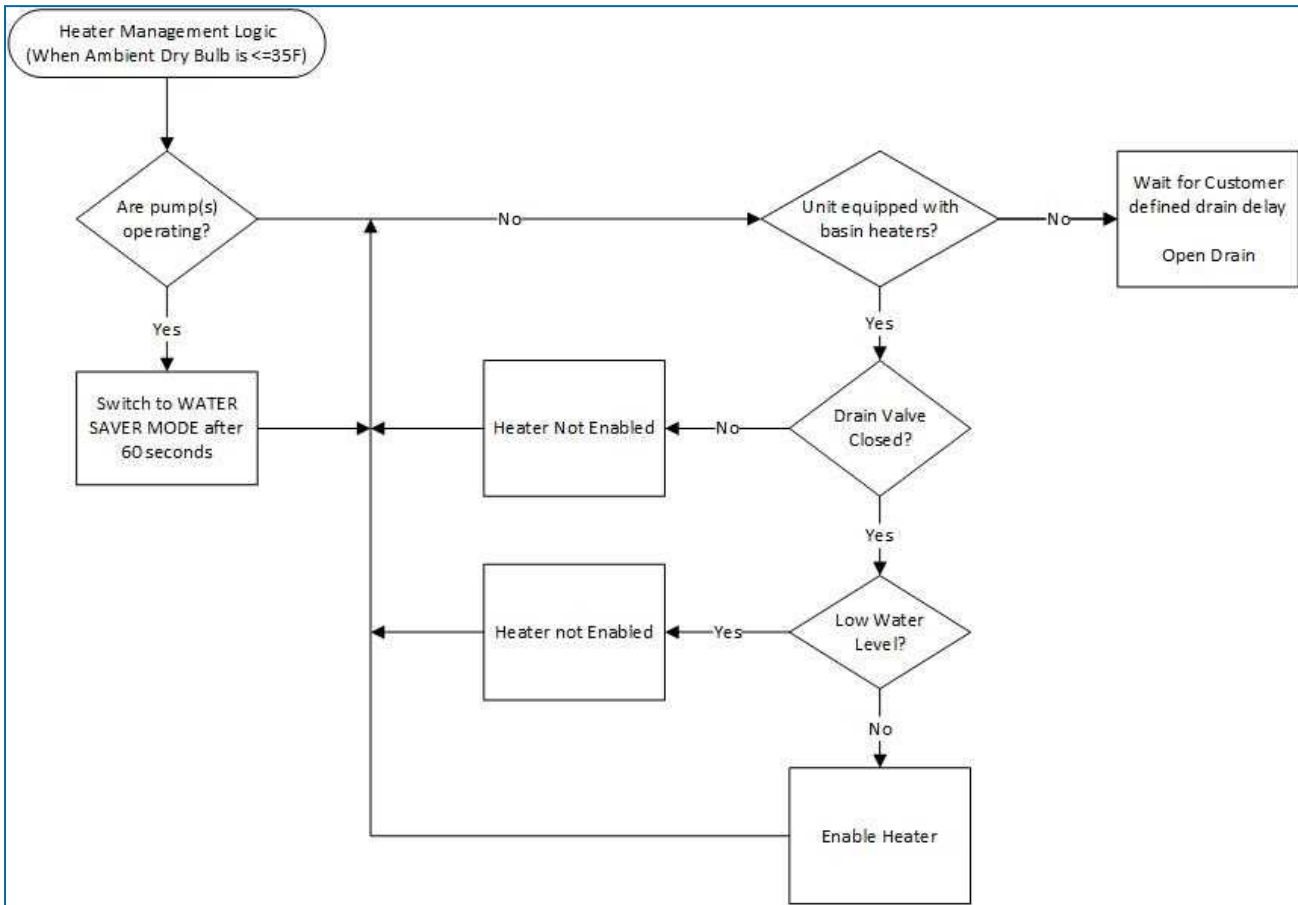 Heater Management Logic
(When Ambient Dry Bulb is <=35F)
Are pump(s)
operating?
No
Unit equipped with
basin heaters?
No
Wait for Customer
defined drain delay
Open Drain
Yes
Yes
Switch to WATER
SAVER MODE after
60 seconds
Heater Not Enabled
No
Drain Valve
Closed?
Yes
Heater not Enabled
Yes
Low Water
Level?
No
Enable Heater